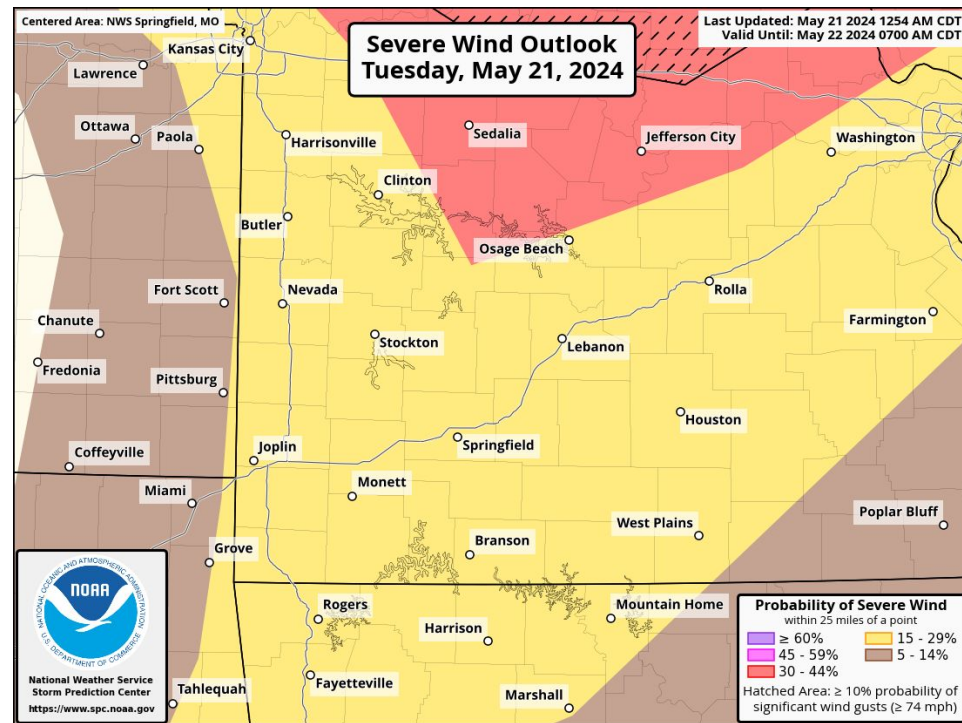 Centered Area: NWS Springfield, MO
Last Updated: May 21 2024 1254 AM CDT
Valid Until: May 22 2024 0700 AM CDT
Severe Wind Outlook
Tuesday, May 21, 2024
Kansas City
Lawrence
Ottawa
Paola
Harrisonville
Sedalia
Jefferson City
Washington
Clinton
Butler
Osage Beach
Fort Scott
Nevada
Rolla
Chanute
Stockton
Lebanon
Farmington
Fredonia
Pittsburg
Houston
Coffeyville
Joplin
Springfield
Miami
Monett
West Plains
Poplar Bluff
Grove
Branson
Rogers
Harrison
Mountain Home
Fayetteville
Tahlequah
Marshall
NATIONAL OCEANIC AND ATMOSPHERIC ADMINISTRATION
NOAA
U.S. DEPARTMENT OF COMMERCE
National Weather Service
Storm Prediction Center
https://www.spc.noaa.gov
Probability of Severe Wind
within 25 miles of a point
≥ 60%
15 - 29%
45 - 59%
5 - 14%
30 - 44%
Hatched Area: ≥ 10% probability of
significant wind gusts (≥ 74 mph)